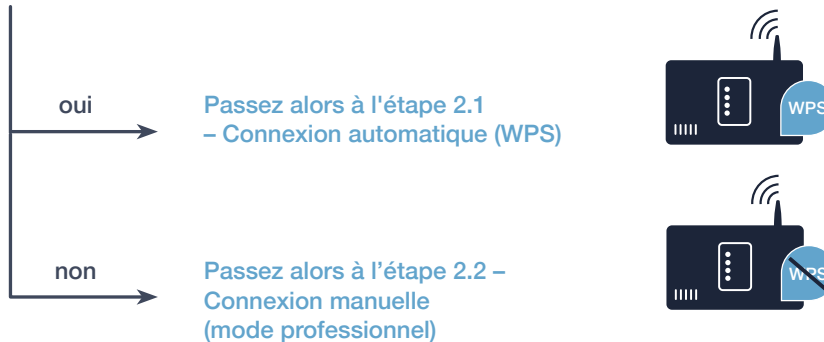 oui
Passez alors à l'étape 2.1
– Connexion automatique (WPS)
WPS
non
Passez alors à l’étape 2.2 –
Connexion manuelle
(mode professionnel)
WPS